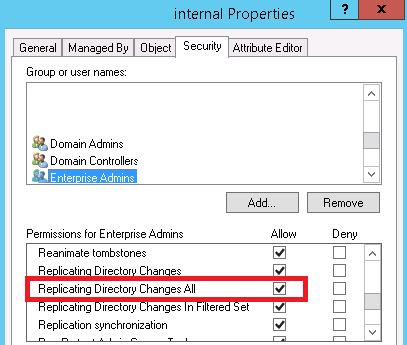 internal Properties
?
X
General
Managed By
Object
Security
Attribute Editor
Group or user names:
Domain Admins
Domain Controllers
Enterprise Admins
Add...
Remove
Permissions for Enterprise Admins
Allow
Deny
Reanimate tombstones
Replicating Directory Changes
Replicating Directory Changes All
Replicating Directory Changes In Filtered Set
Replication synchronization